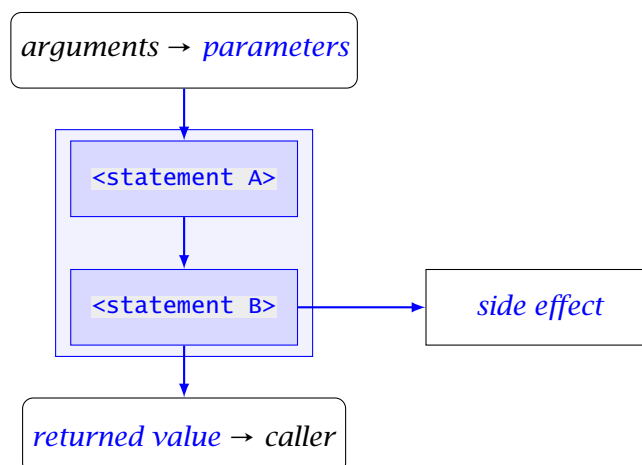 arguments → parameters
<statement A>
<statement B>
side effect
returned value → caller